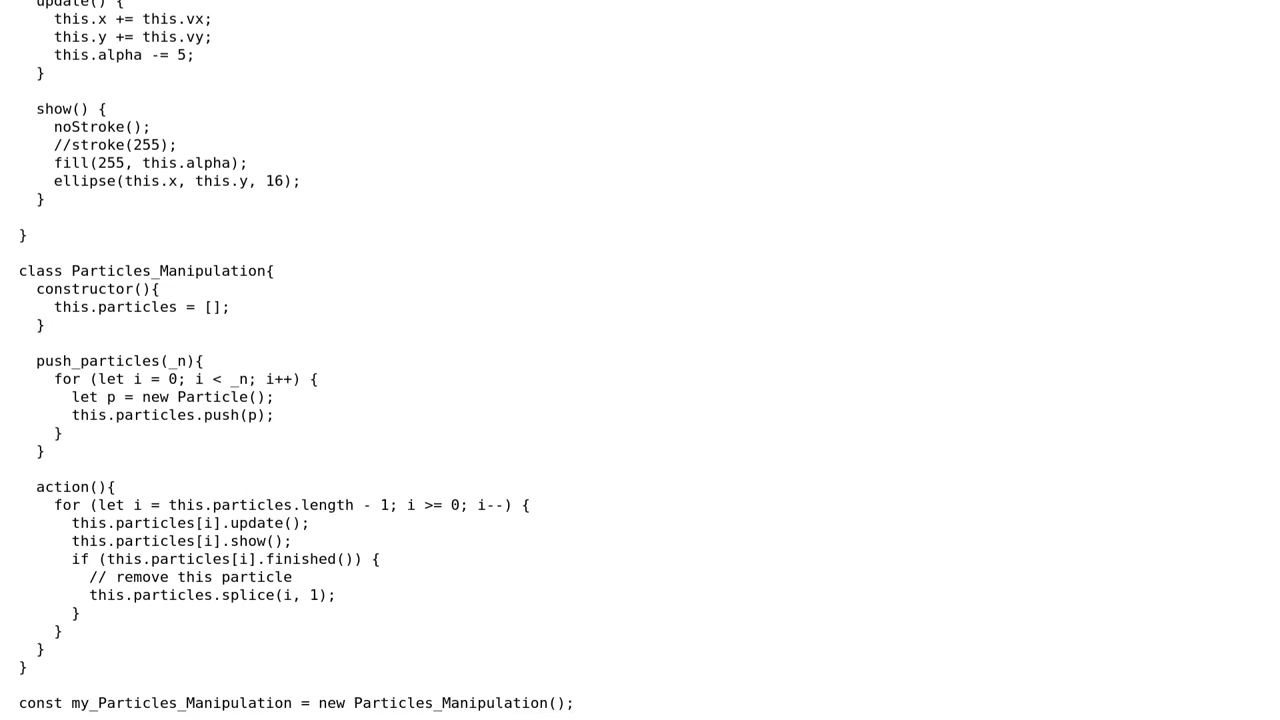 update() {
this.x += this.vx;
this.y += this.vy;
this.alpha -= 5;
}
show() {
noStroke();
//stroke(255);
fill(255, this.alpha);
ellipse(this.x, this.y, 16);
}
}
class Particles_Manipulation{
constructor(){
this.particles = [];
}
push_particles(_n){
for (let i = 0; i < _n; i++) {
let p = new Particle();
this.particles.push(p);
}
}
action(){
for (let i = this.particles.length - 1; i >= 0; i--) {
this.particles[i].update();
this.particles[i].show();
if (this.particles[i].finished()) {
// remove this particle
this.particles.splice(i, 1);
}
}
}
}
const my_Particles_Manipulation = new Particles_Manipulation();